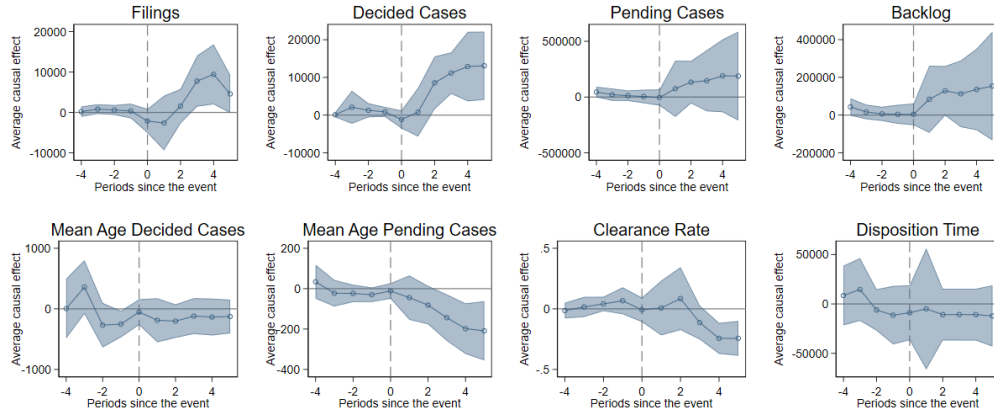 Filings
Average causal effect
20000
10000
0
-10000
-4 -2 0 2 4
Periods since the event
Decided Cases
Average causal effect
20000
10000
0
-10000
-4 -2 0 2 4
Periods since the event
Pending Cases
Average causal effect
500000
0
-500000
-4 -2 0 2 4
Periods since the event
Backlog
Average causal effect
400000
200000
0
-200000
-4 -2 0 2 4
Periods since the event
Mean Age Decided Cases
Average causal effect
1000
0
-1000
-4 -2 0 2 4
Periods since the event
Mean Age Pending Cases
Average causal effect
200
0
-200
-400
-4 -2 0 2 4
Periods since the event
Clearance Rate
Average causal effect
.5
0
-.5
-4 -2 0 2 4
Periods since the event
Disposition Time
Average causal effect
50000
0
-50000
-4 -2 0 2 4
Periods since the event